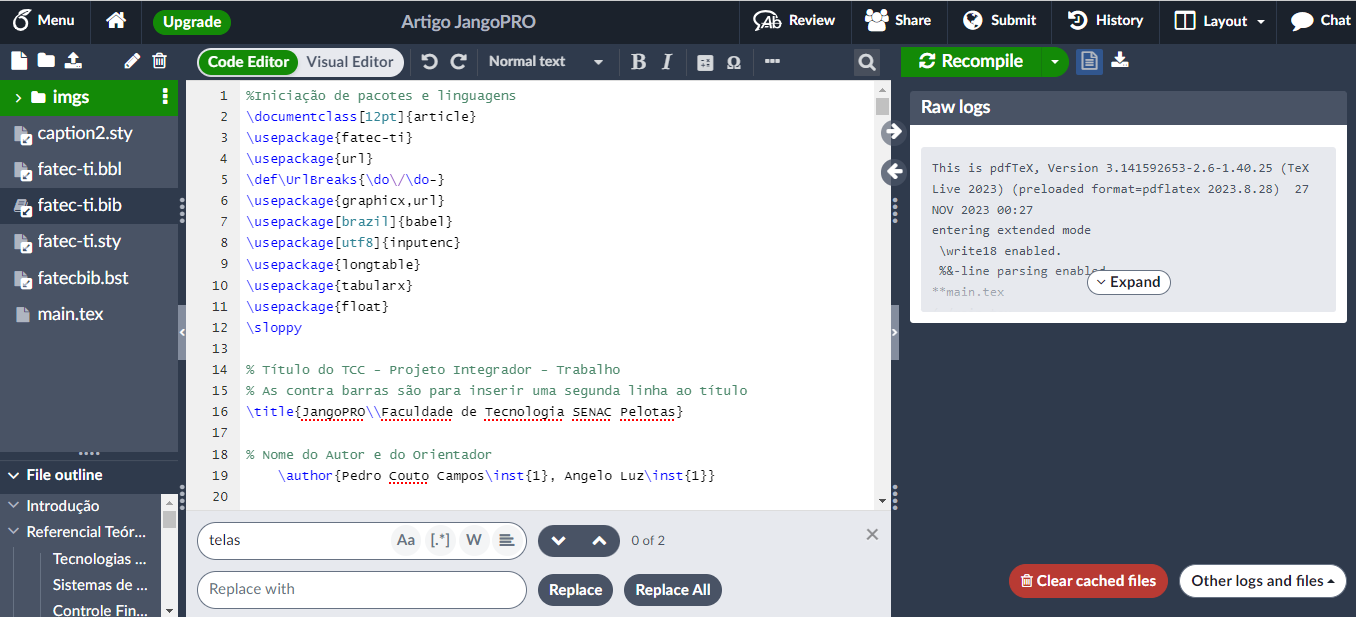 Menu
Upgrade
Artigo JangoPRO
Review
Share
Submit
History
Layout
Chat
Code Editor
Visual Editor
Normal text
B I
Ω
Recompile
imgs
caption2.sty
fatec-ti.bbl
fatec-ti.bib
fatec-ti.sty
fatecbib.bst
main.tex
File outline
Introdução
Referencial Teór...
Tecnologias ...
Sistemas de ...
Controle Fin...
1 %Iniciação de pacotes e linguagens
2 \documentclass[12pt]{article}
3 \usepackage{fatec-ti}
4 \usepackage{url}
5 \def\UrlBreaks{\do\/\do-}
6 \usepackage{graphicx,url}
7 \usepackage[brazil]{babel}
8 \usepackage[utf8]{inputenc}
9 \usepackage{longtable}
10 \usepackage{tabularx}
11 \usepackage{float}
12 \sloppy
13
14 % Título do TCC - Projeto Integrador - Trabalho
15 % As contra barras são para inserir uma segunda linha ao título
16 \title{JangoPRO\\Faculdade de Tecnologia SENAC Pelotas}
17
18 % Nome do Autor e do Orientador
19 \author{Pedro Couto Campos\inst{1}, Angelo Luz\inst{1}}
20
telas
Aa [.*] W
0 of 2
Replace with
Replace
Replace All
Raw logs
This is pdfTeX, Version 3.141592653-2.6-1.40.25 (TeX
Live 2023) (preloaded format=pdflatex 2023.8.28) 27
NOV 2023 00:27
entering extended mode
\write18 enabled.
%&-line parsing enabled.
**main.tex
Expand
Clear cached files
Other logs and files